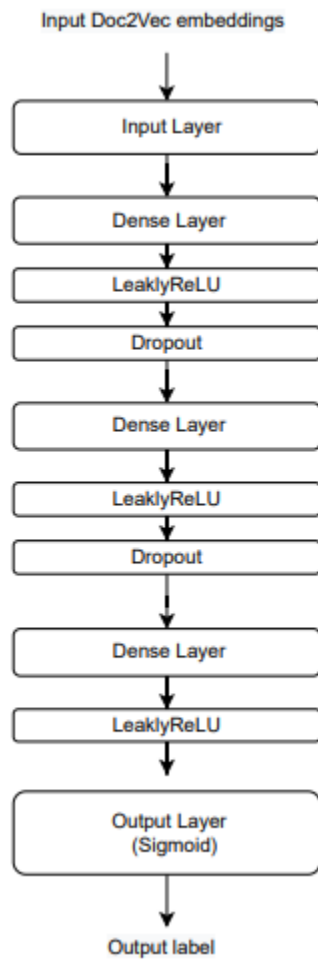 Input Doc2Vec embeddings
Input Layer
Dense Layer
LeaklyReLU
Dropout
Dense Layer
LeaklyReLU
Dropout
Dense Layer
LeaklyReLU
Output Layer
(Sigmoid)
Output label